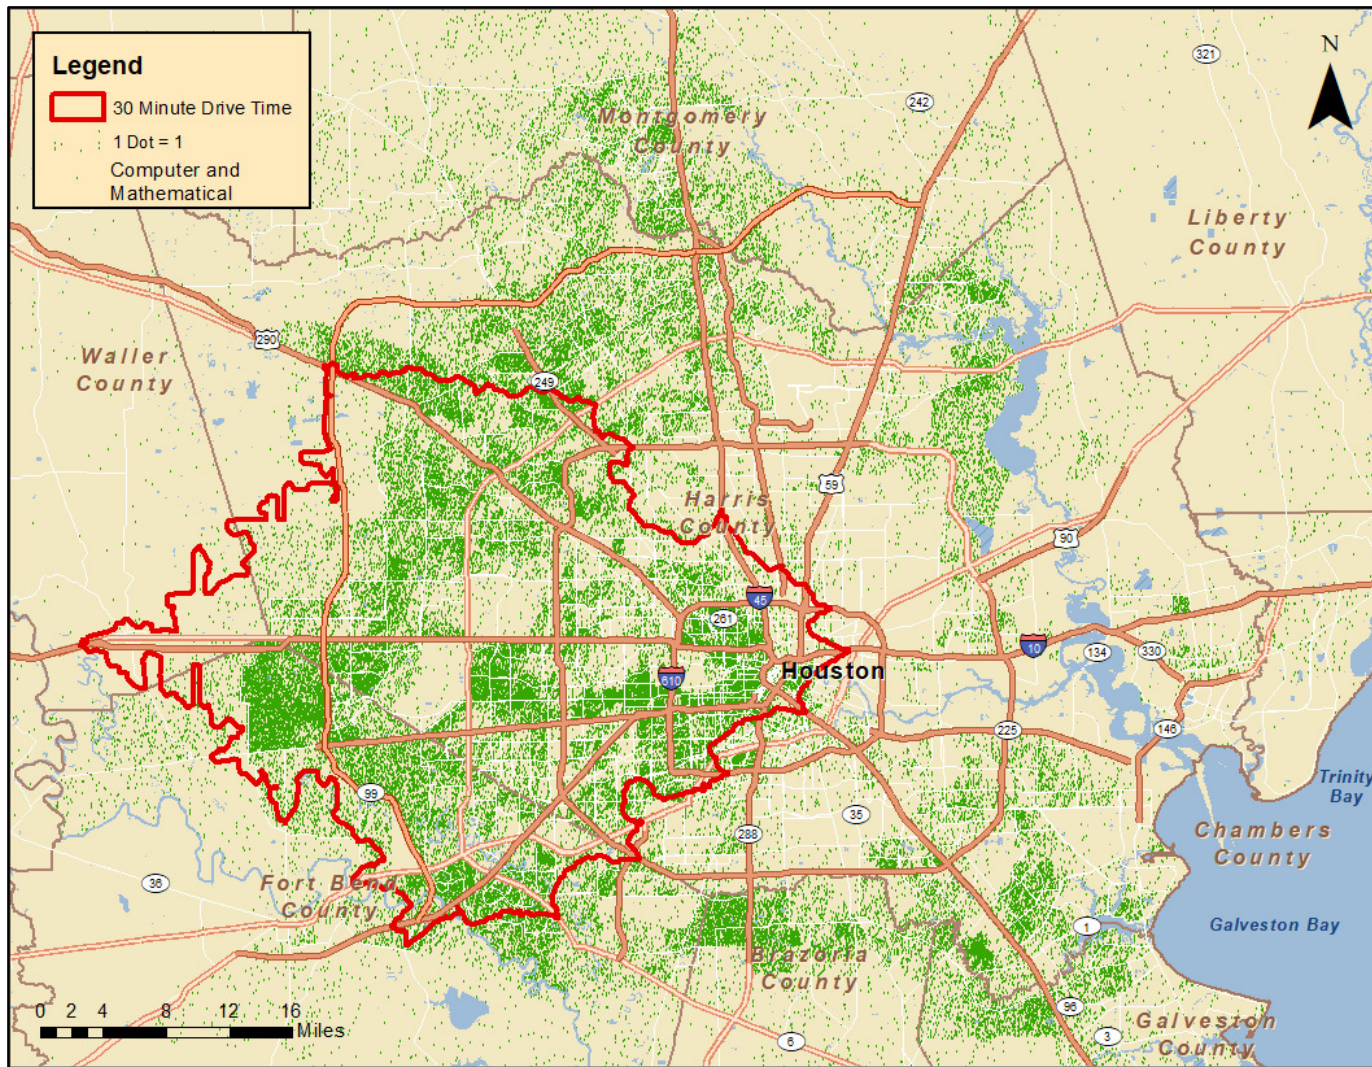 Legend
30 Minute Drive Time
1 Dot = 1
Computer and
Mathematical
N
321
242
Montgomery
County
Liberty
County
290
Waller
County
249
59
Harris
County
90
45
261
10
134
330
610
Houston
146
225
Trinity
Bay
99
35
288
Chambers
County
36
Fort Bend
County
1
Galveston Bay
Brazoria
County
96
Galveston
County
3
6
0 2 4 8 12 16
Miles